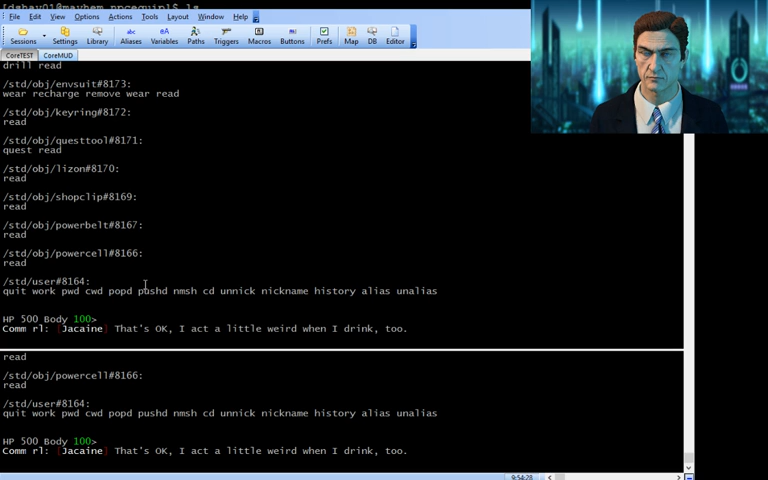 [dshav01@mayhem npcequip]$ ls
File Edit View Options Actions Tools Layout Window Help
Sessions Settings Library Aliases Variables Paths Triggers Macros Buttons Prefs Map DB Editor
CoreTEST CoreMUD
drill read
/std/obj/envsuit#8173:
wear recharge remove wear read
/std/obj/keyring#8172:
read
/std/obj/questtool#8171:
quest read
/std/obj/lizon#8170:
read
/std/obj/shopclip#8169:
read
/std/obj/powerbelt#8167:
read
/std/obj/powercell#8166:
read
/std/user#8164:
quit work pwd cwd popd pushd nmsh cd unnick nickname history alias unalias
HP 500 Body 100>
Comm rl: [Jacaine] That's OK, I act a little weird when I drink, too.
read
/std/obj/powercell#8166:
read
/std/user#8164:
quit work pwd cwd popd pushd nmsh cd unnick nickname history alias unalias
HP 500 Body 100>
Comm rl: [Jacaine] That's OK, I act a little weird when I drink, too.
9:54:28